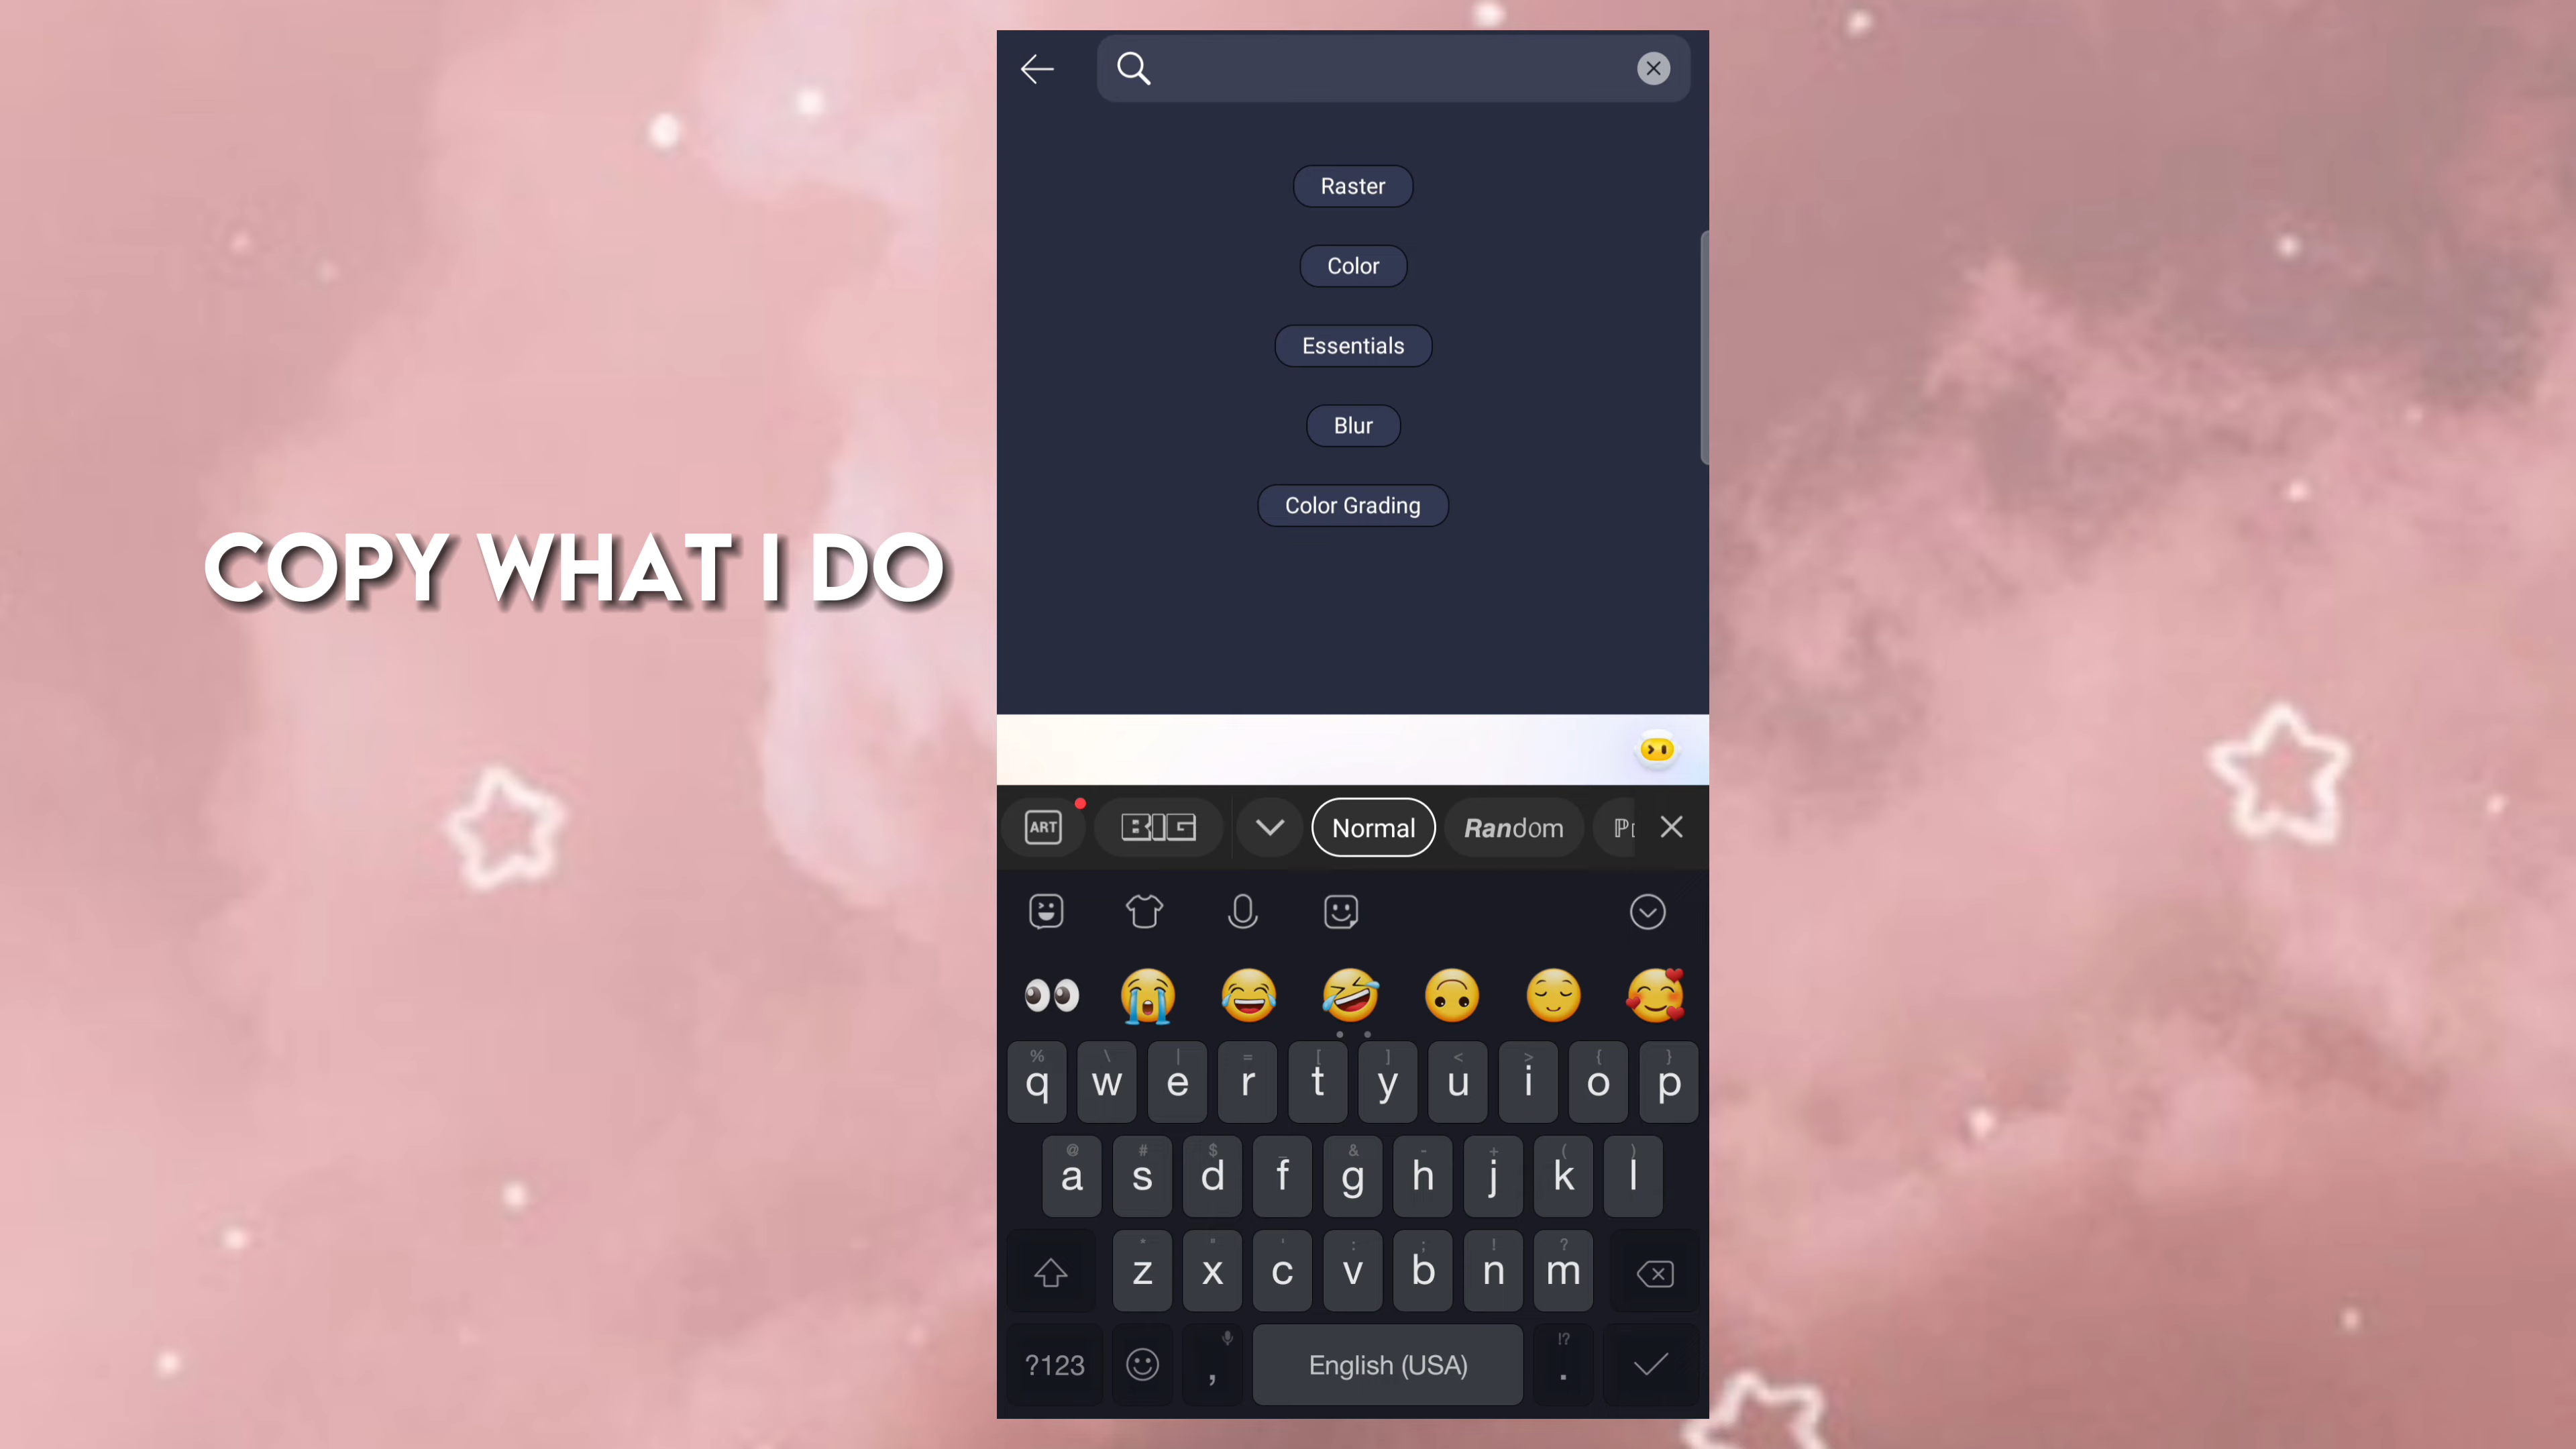 COPY WHAT I DO
Raster
Color
Essentials
Blur
Color Grading
ART BIG Normal Random
% \ | = [ ] < > { }
q w e r t y u i o p
@ # $ _ & - + ( )
a s d f g h j k l
* " ' : ; ! ?
z x c v b n m
!?
?123 , English (USA) .